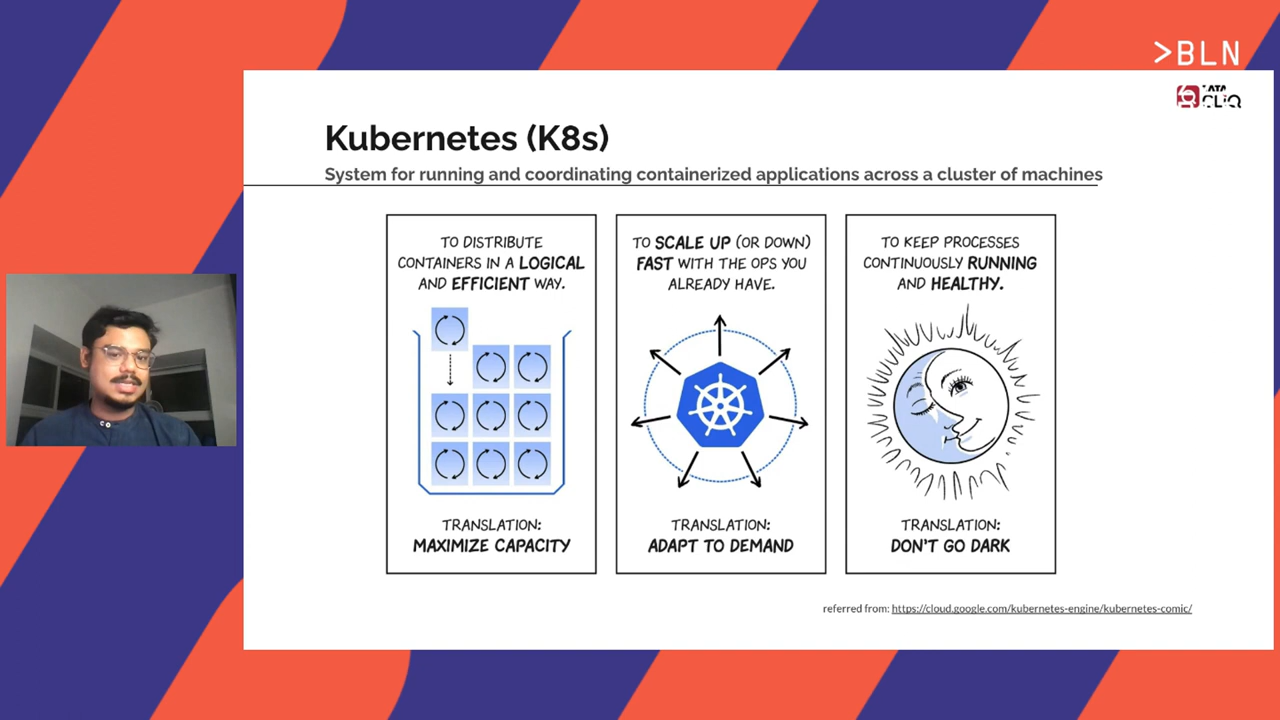 >BLN
TATA
CLiQ
Kubernetes (K8s)
System for running and coordinating containerized applications across a cluster of machines
TO DISTRIBUTE
CONTAINERS IN A LOGICAL
AND EFFICIENT WAY.
TRANSLATION:
MAXIMIZE CAPACITY
TO SCALE UP (OR DOWN)
FAST WITH THE OPS YOU
ALREADY HAVE.
TRANSLATION:
ADAPT TO DEMAND
TO KEEP PROCESSES
CONTINUOUSLY RUNNING
AND HEALTHY.
TRANSLATION:
DON'T GO DARK
referred from: https://cloud.google.com/kubernetes-engine/kubernetes-comic/